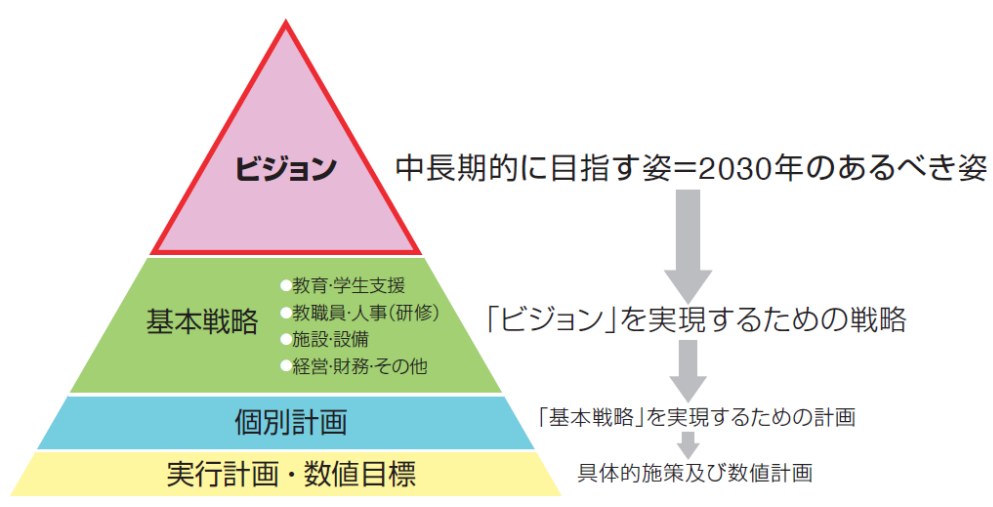 ビジョン
中長期的に目指す姿=2030年のあるべき姿
基本戦略
●教育・学生支援
●教職員・人事(研修)
●施設・設備
●経営・財務・その他
「ビジョン」を実現するための戦略
個別計画
「基本戦略」を実現するための計画
実行計画・数値目標
具体的施策及び数値計画